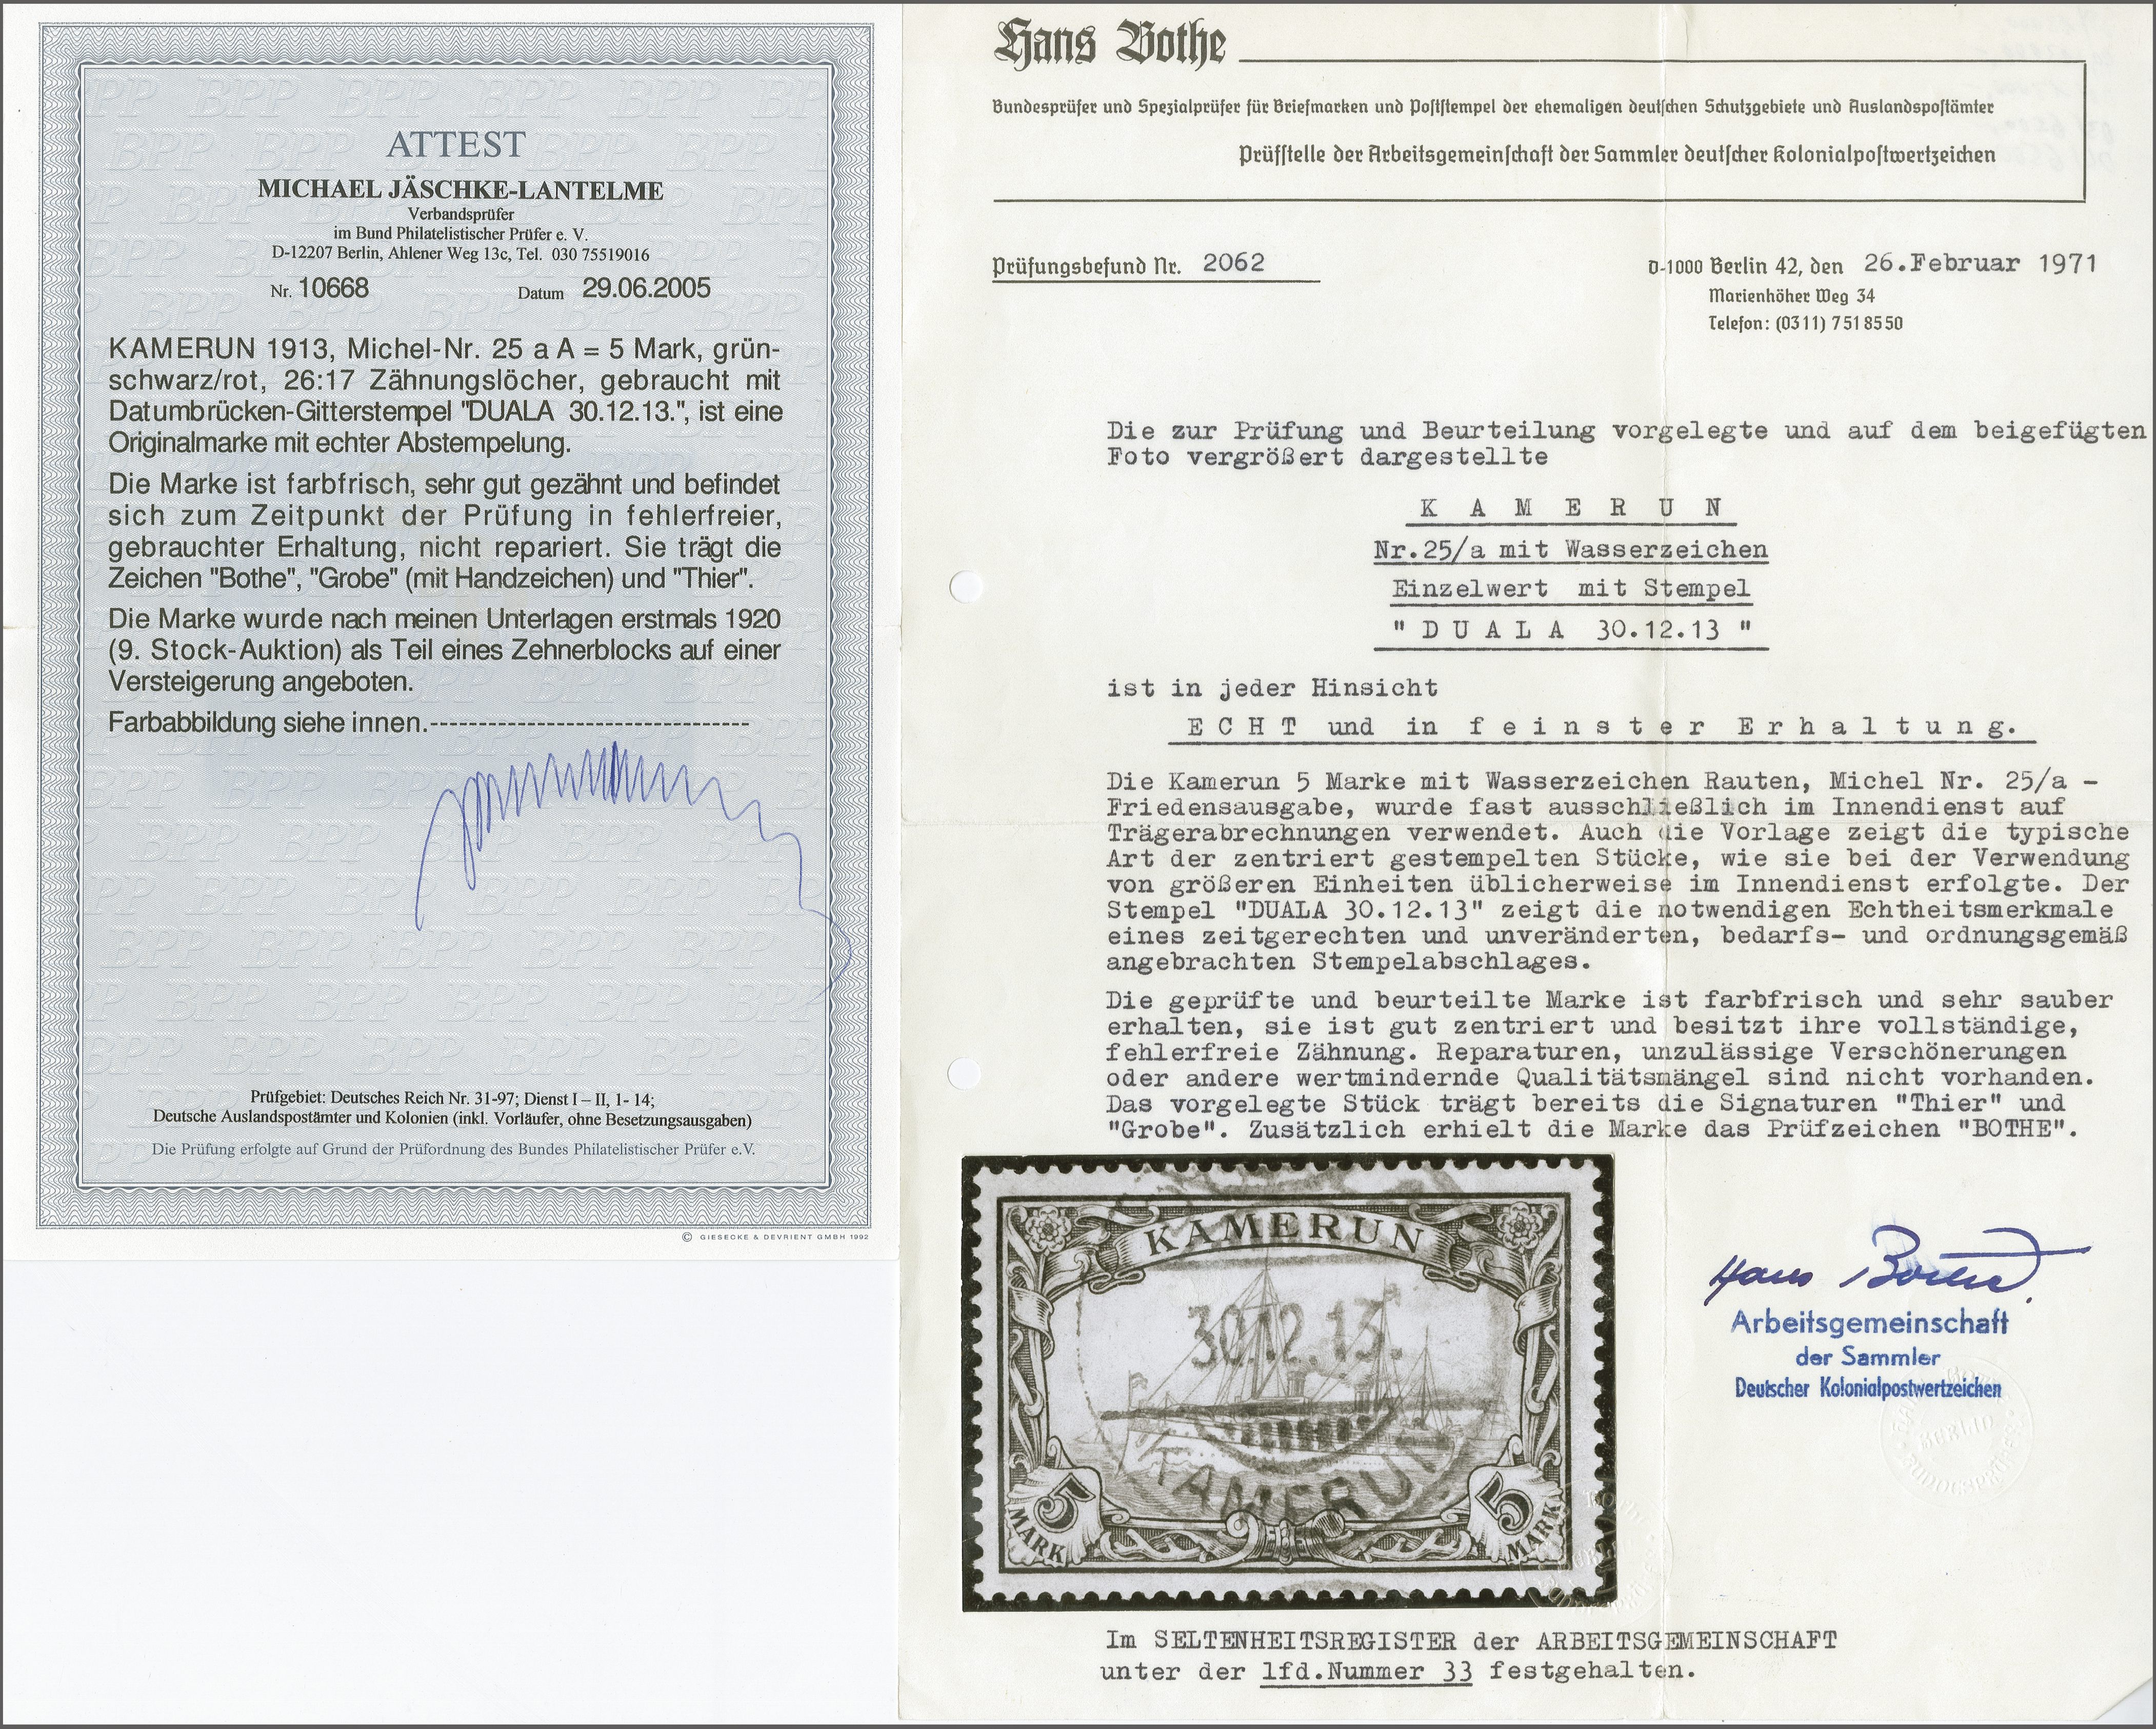 ATTEST
MICHAEL JÄSCHKE-LANTELME
Verbandsprüfer
im Bund Philatelistischer Prüfer e. V.
D-12207 Berlin, Ahlener Weg 13c, Tel. 030 75519016
Nr. 10668 Datum 29.06.2005
KAMERUN 1913, Michel-Nr. 25 a A = 5 Mark, grün-
schwarz/rot, 26:17 Zähnungslöcher, gebraucht mit
Datumbrücken-Gitterstempel "DUALA 30.12.13.", ist eine
Originalmarke mit echter Abstempelung.
Die Marke ist farbfrisch, sehr gut gezähnt und befindet
sich zum Zeitpunkt der Prüfung in fehlerfreier,
gebrauchter Erhaltung, nicht repariert. Sie trägt die
Zeichen "Bothe", "Grobe" (mit Handzeichen) und "Thier".
Die Marke wurde nach meinen Unterlagen erstmals 1920
(9. Stock-Auktion) als Teil eines Zehnerblocks auf einer
Versteigerung angeboten.
Farbabbildung siehe innen.--------------------------------
Prüfgebiet: Deutsches Reich Nr. 31-97; Dienst I – II, 1- 14;
Deutsche Auslandspostämter und Kolonien (inkl. Vorläufer, ohne Besetzungsausgaben)
Die Prüfung erfolgte auf Grund der Prüfordnung des Bundes Philatelistischer Prüfer e.V.
© GIESECKE & DEVRIENT GMBH 1992
Hans Bothe
Bundesprüfer und Spezialprüfer für Briefmarken und Poststempel der ehemaligen deutschen Schutzgebiete und Auslandspostämter
Prüfstelle der Arbeitsgemeinschaft der Sammler deutscher Kolonialpostwertzeichen
Prüfungsbefund Nr. 2062
D-1000 Berlin 42, den 26.Februar 1971
Marienhöher Weg 34
Telefon: (0311) 7518550
Die zur Prüfung und Beurteilung vorgelegte und auf dem beigefügten
Foto vergrößert dargestellte
K A M E R U N
Nr.25/a mit Wasserzeichen
Einzelwert mit Stempel
" D U A L A 30.12.13 "
ist in jeder Hinsicht
E C H T und in f e i n s t e r E r h a l t u n g.
Die Kamerun 5 Marke mit Wasserzeichen Rauten, Michel Nr. 25/a -
Friedensausgabe, wurde fast ausschließlich im Innendienst auf
Trägerabrechnungen verwendet. Auch die Vorlage zeigt die typische
Art der zentriert gestempelten Stücke, wie sie bei der Verwendung
von größeren Einheiten üblicherweise im Innendienst erfolgte. Der
Stempel "DUALA 30.12.13" zeigt die notwendigen Echtheitsmerkmale
eines zeitgerechten und unveränderten, bedarfs- und ordnungsgemäß
angebrachten Stempelabschlages.
Die geprüfte und beurteilte Marke ist farbfrisch und sehr sauber
erhalten, sie ist gut zentriert und besitzt ihre vollständige,
fehlerfreie Zähnung. Reparaturen, unzulässige Verschönerungen
oder andere wertmindernde Qualitätsmängel sind nicht vorhanden.
Das vorgelegte Stück trägt bereits die Signaturen "Thier" und
"Grobe". Zusätzlich erhielt die Marke das Prüfzeichen "BOTHE".
KAMERUN
30.12.13.
KAMERUN
5 MARK
5 MARK
Hans Bothe
Arbeitsgemeinschaft
der Sammler
Deutscher Kolonialpostwertzeichen
BERLIN
Im SELTENHEITSREGISTER der ARBEITSGEMEINSCHAFT
unter der lfd.Nummer 33 festgehalten.